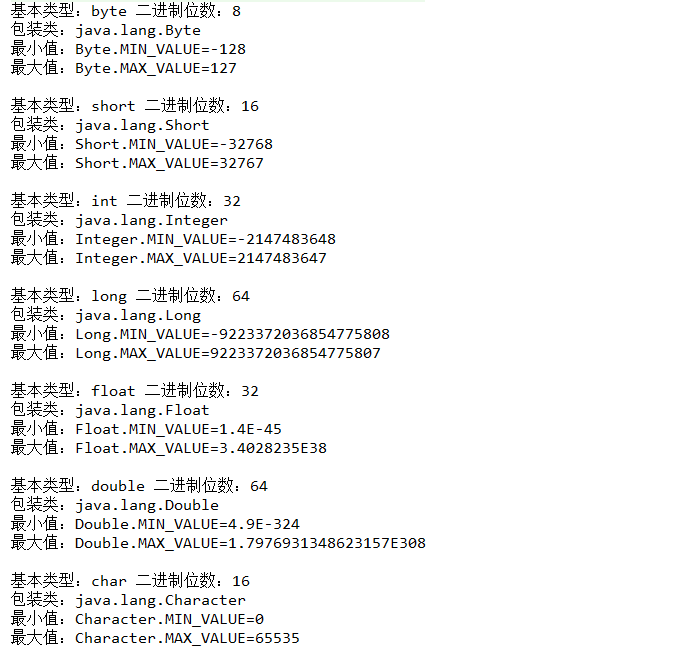 基本类型：byte 二进制位数：8
包装类：java.lang.Byte
最小值：Byte.MIN_VALUE=-128
最大值：Byte.MAX_VALUE=127
基本类型：short 二进制位数：16
包装类：java.lang.Short
最小值：Short.MIN_VALUE=-32768
最大值：Short.MAX_VALUE=32767
基本类型：int 二进制位数：32
包装类：java.lang.Integer
最小值：Integer.MIN_VALUE=-2147483648
最大值：Integer.MAX_VALUE=2147483647
基本类型：long 二进制位数：64
包装类：java.lang.Long
最小值：Long.MIN_VALUE=-9223372036854775808
最大值：Long.MAX_VALUE=9223372036854775807
基本类型：float 二进制位数：32
包装类：java.lang.Float
最小值：Float.MIN_VALUE=1.4E-45
最大值：Float.MAX_VALUE=3.4028235E38
基本类型：double 二进制位数：64
包装类：java.lang.Double
最小值：Double.MIN_VALUE=4.9E-324
最大值：Double.MAX_VALUE=1.7976931348623157E308
基本类型：char 二进制位数：16
包装类：java.lang.Character
最小值：Character.MIN_VALUE=0
最大值：Character.MAX_VALUE=65535